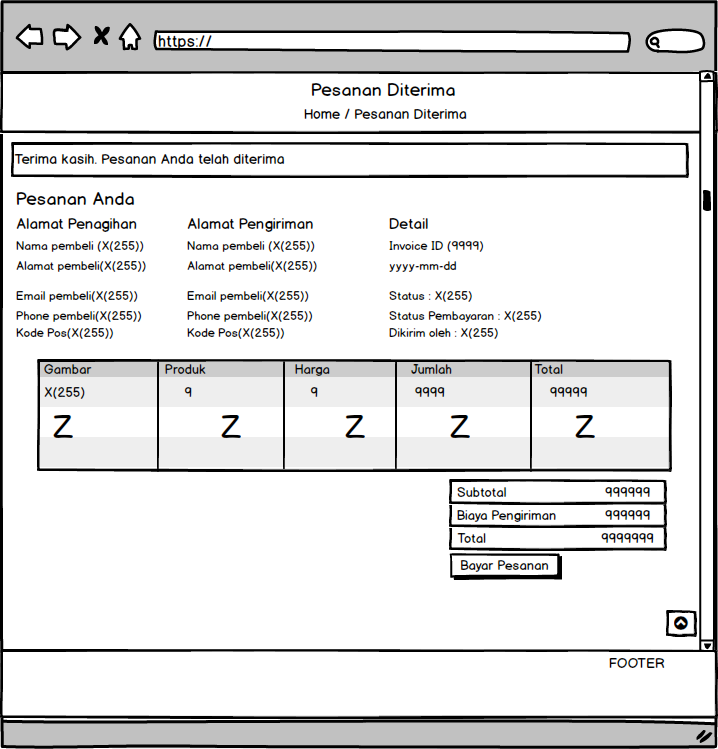 https://
Pesanan Diterima
Home / Pesanan Diterima
Terima kasih. Pesanan Anda telah diterima
Pesanan Anda
Alamat Penagihan Alamat Pengiriman Detail
Nama pembeli (X(255)) Nama pembeli (X(255)) Invoice ID (9999)
Alamat pembeli(X(255)) Alamat pembeli(X(255)) yyyy-mm-dd
Email pembeli(X(255)) Email pembeli(X(255)) Status : X(255)
Phone pembeli(X(255)) Phone pembeli(X(255)) Status Pembayaran : X(255)
Kode Pos(X(255)) Kode Pos(X(255)) Dikirim oleh : X(255)
Gambar Produk Harga Jumlah Total
X(255) 9 9 9999 99999
Z Z Z Z Z
Subtotal 999999
Biaya Pengiriman 999999
Total 9999999
Bayar Pesanan
FOOTER